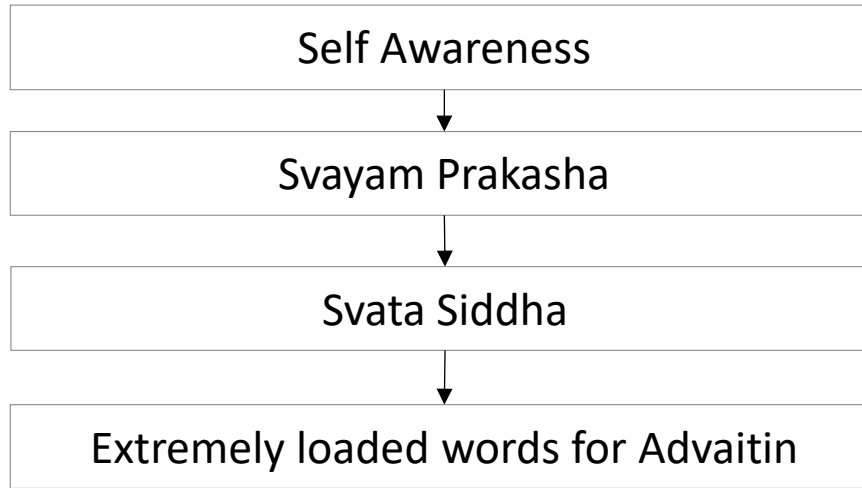 Self Awareness
Svayam Prakasha
Svata Siddha
Extremely loaded words for Advaitin